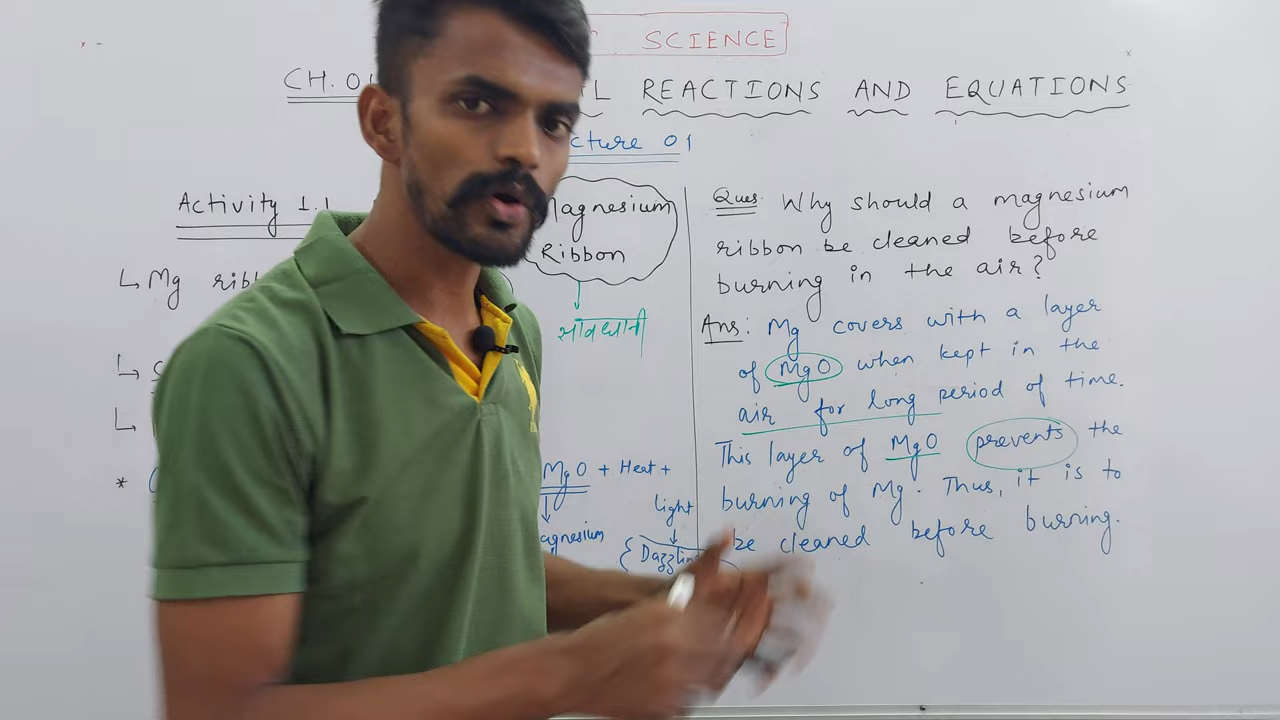 SCIENCE
CH. 01 REACTIONS AND EQUATIONS
cture 01
Activity 1.1
Magnesium
Ribbon
सावधानी
Mg
MgO + Heat +
light
agnesium
Ques: Why should a magnesium
ribbon be cleaned before
burning in the air?
Ans: Mg covers with a layer
of MgO when kept in the
air for long period of time.
This layer of MgO prevents the
burning of Mg. Thus, it is to
be cleaned before burning.